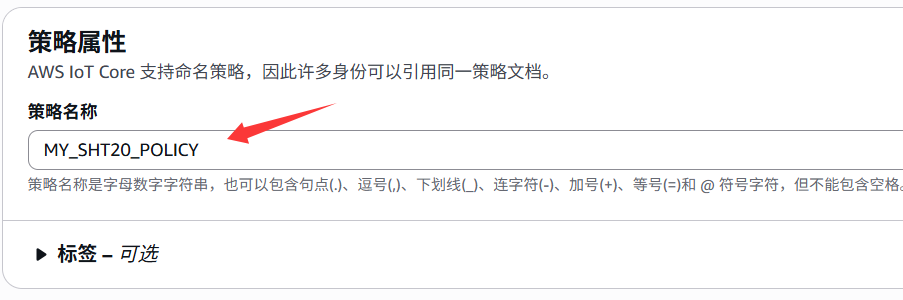 策略属性
AWS IoT Core 支持命名策略，因此许多身份可以引用同一策略文档。
策略名称
MY_SHT20_POLICY
策略名称是字母数字字符串，也可以包含句点(.)、逗号(,)、下划线(_)、连字符(-)、加号(+)、等号(=)和 @ 符号字符，但不能包含空格。
标签 – 可选